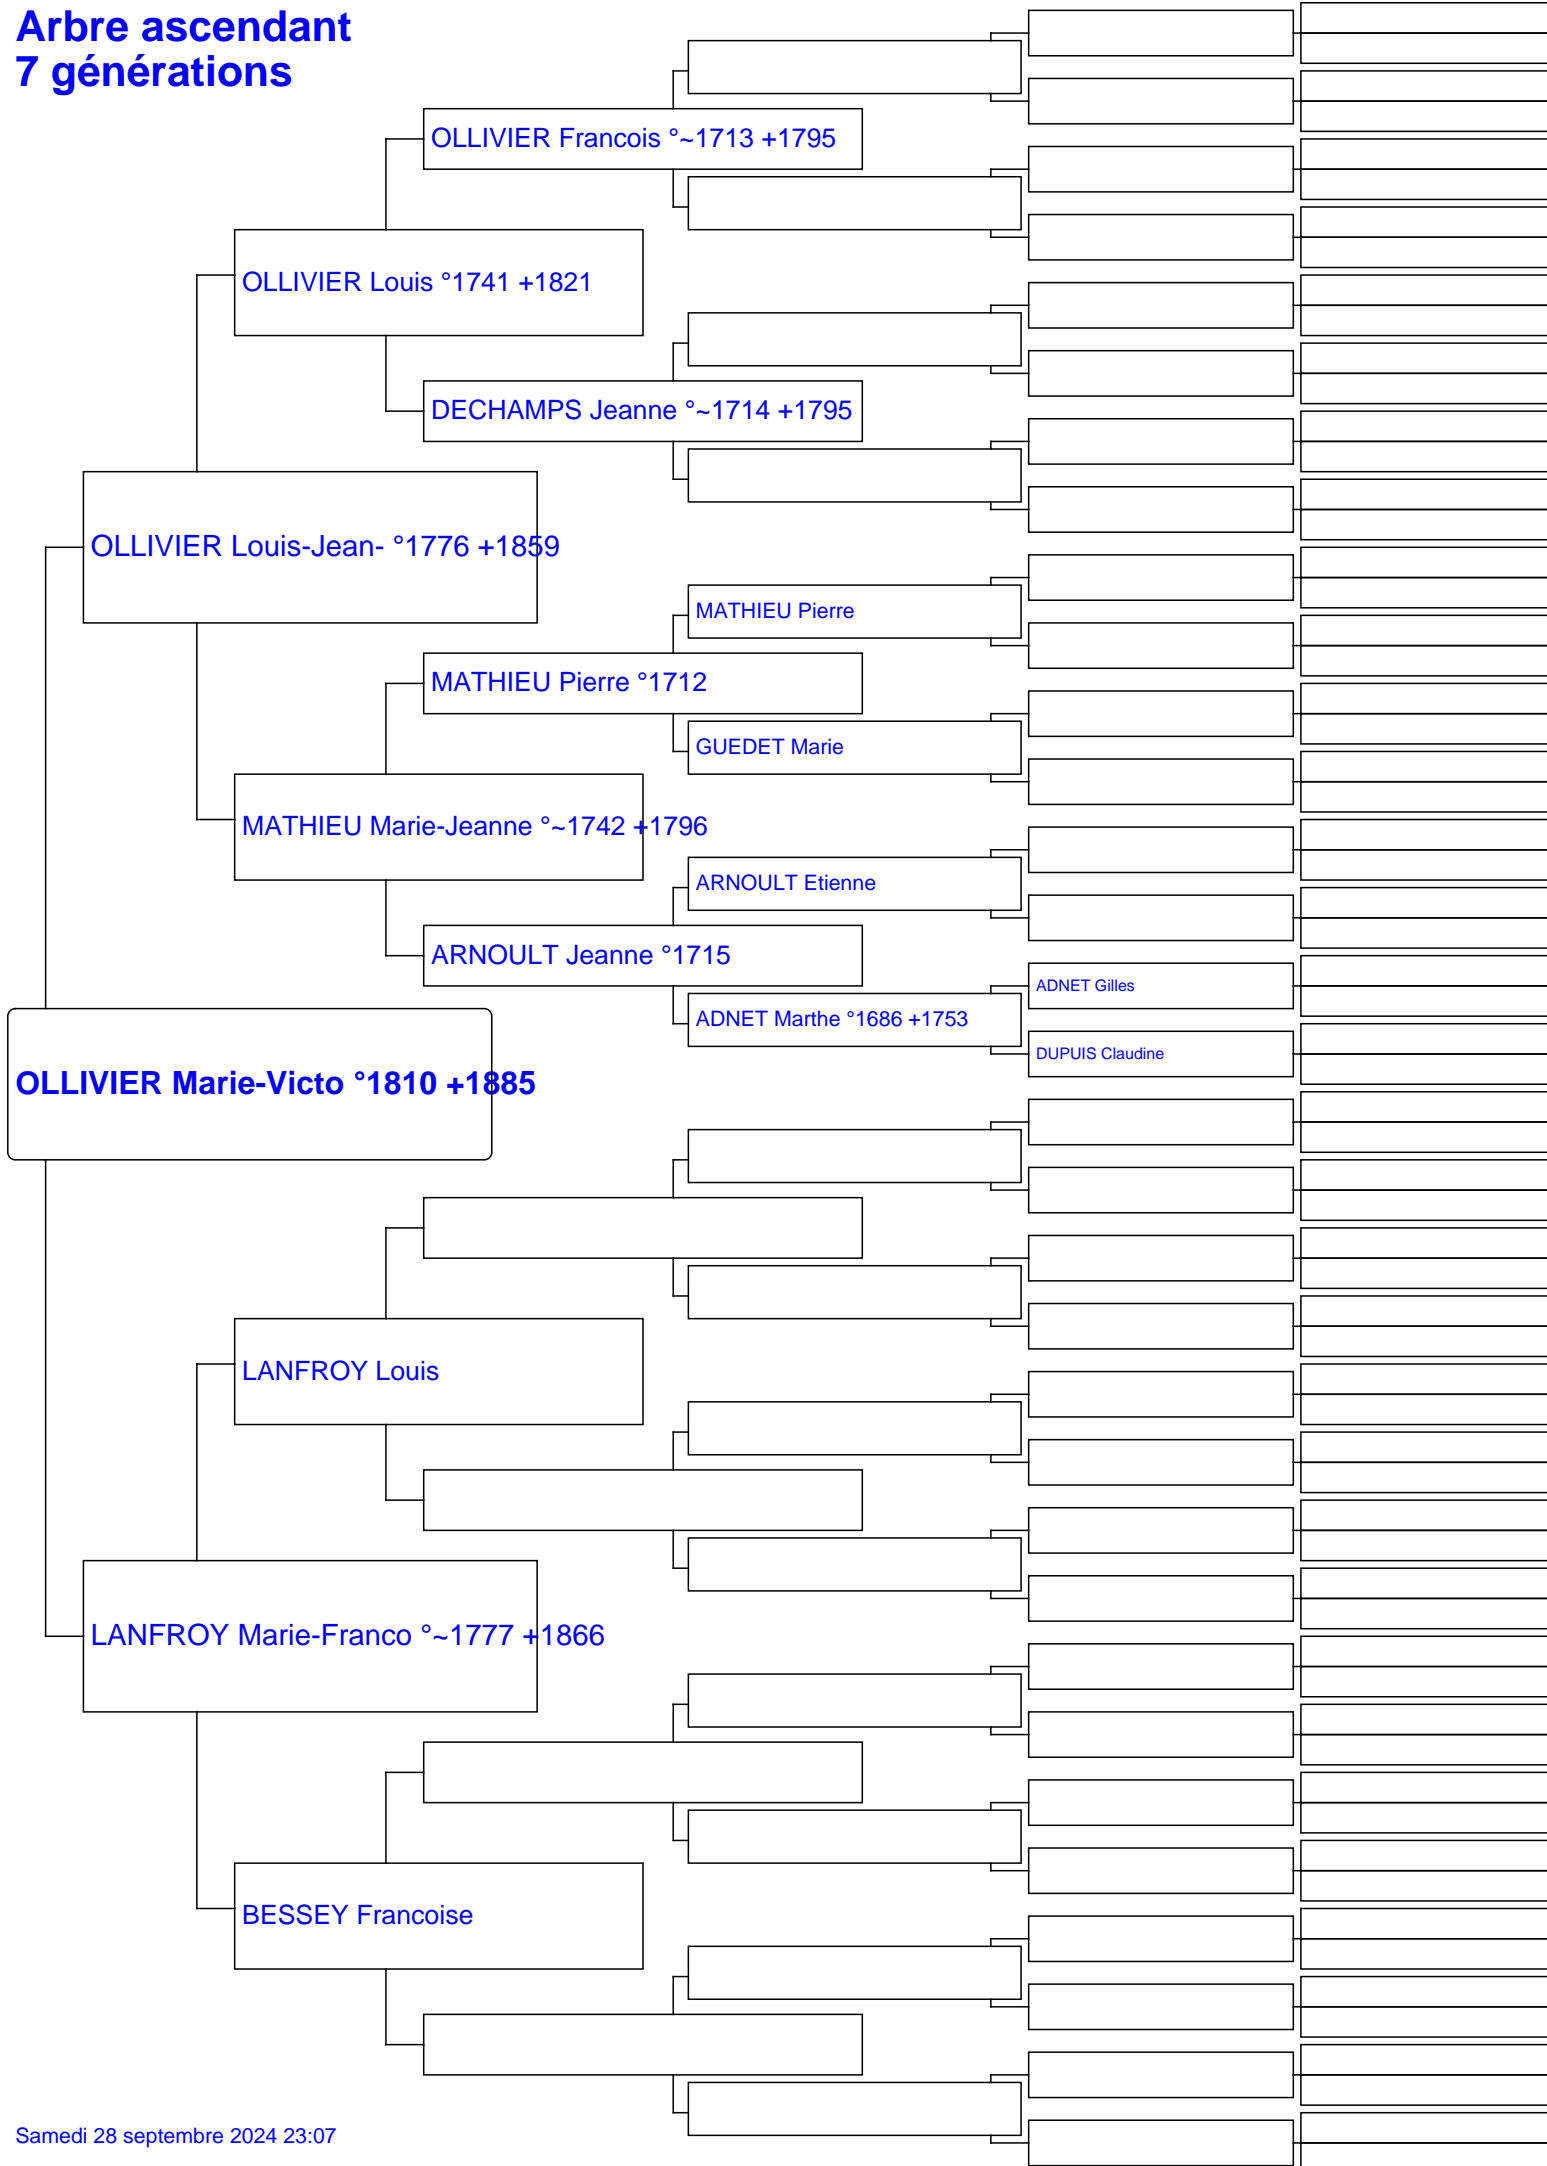 Arbre ascendant
7 générations
OLLIVIER Francois °~1713 +1795
OLLIVIER Louis °1741 +1821
DECHAMPS Jeanne °~1714 +1795
OLLIVIER Louis-Jean- °1776 +1859
MATHIEU Pierre
MATHIEU Pierre °1712
GUEDET Marie
MATHIEU Marie-Jeanne °~1742 +1796
ARNOULT Etienne
ARNOULT Jeanne °1715
ADNET Gilles
ADNET Marthe °1686 +1753
DUPUIS Claudine
OLLIVIER Marie-Victo °1810 +1885
LANFROY Louis
LANFROY Marie-Franco °~1777 +1866
BESSEY Francoise
Samedi 28 septembre 2024 23:07